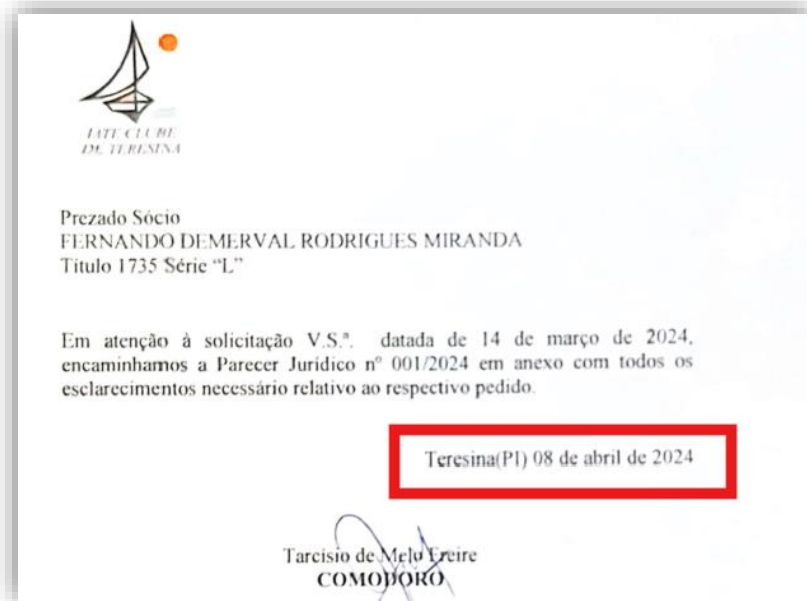 IATE CLUBE
DE TERESINA
Prezado Sócio
FERNANDO DEMERVAL RODRIGUES MIRANDA
Titulo 1735 Série “L”
Em atenção à solicitação V.S.ª. datada de 14 de março de 2024,
encaminhamos a Parecer Jurídico nº 001/2024 em anexo com todos os
esclarecimentos necessário relativo ao respectivo pedido.
Teresina(PI) 08 de abril de 2024
Tarcisio de Melo Freire
COMODORO